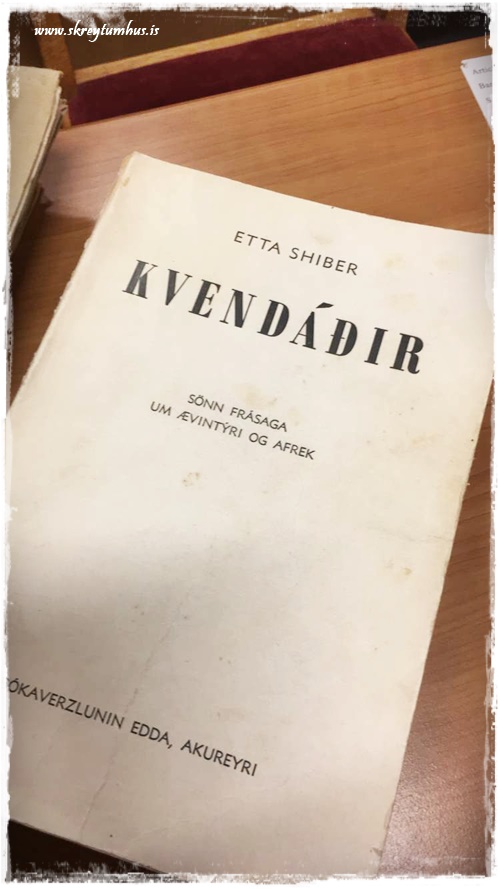 www.skreytumhus.is
ETTA SHIBER
KVENDÁÐIR
SÖNN FRÁSAGA
UM ÆVINTÝRI OG AFREK
ÓKAVERZLUNIN EDDA, AKUREYRI